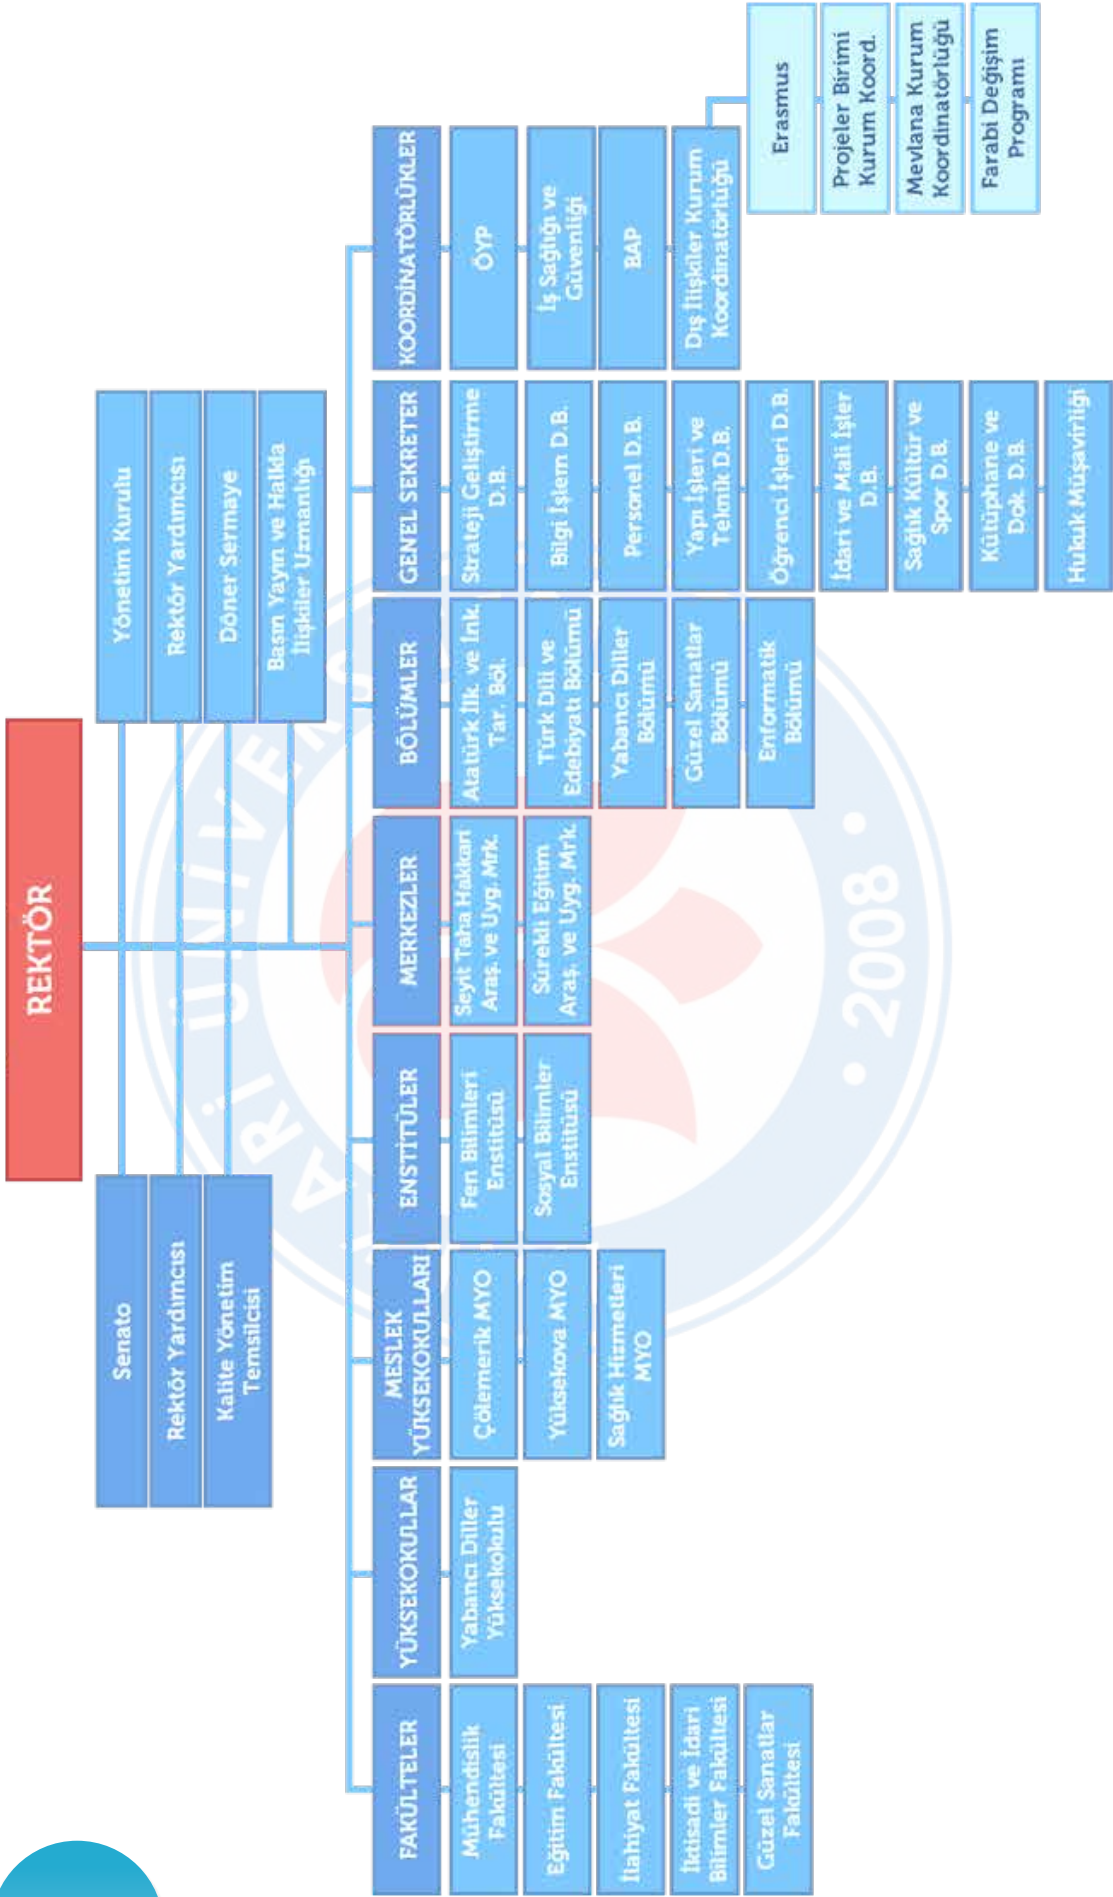 REKTÖR
Senato
Rektör Yardımcısı
Kalite Yönetim
Temsilcisi
Yönetim Kurulu
Rektör Yardımcısı
Döner Sermaye
Basın Yayın ve Halkla
İlişkiler Uzmanlığı
FAKÜLTELER
Mühendislik
Fakültesi
Eğitim Fakültesi
İlahiyat Fakültesi
İktisadi ve İdari
Bilimler Fakültesi
Güzel Sanatlar
Fakültesi
YÜKSEKOKULLAR
Yabancı Diller
Yüksekokulu
MESLEK
YÜKSEKOKULLARI
Çölemerik MYO
Yüksekova MYO
Sağlık Hizmetleri
MYO
ENSTİTÜLER
Fen Bilimleri
Enstitüsü
Sosyal Bilimler
Enstitüsü
MERKEZLER
Seyit Taha Hakkari
Araş. ve Uyg. Mrk.
Sürekli Eğitim
Araş. ve Uyg. Mrk.
BÖLÜMLER
Atatürk İlk. ve İnk.
Tar. Böl.
Türk Dili ve
Edebiyatı Bölümü
Yabancı Diller
Bölümü
Güzel Sanatlar
Bölümü
Enformatik
Bölümü
GENEL SEKRETER
Strateji Geliştirme
D.B.
Bilgi İşlem D.B.
Personel D.B.
Yapı İşleri ve
Teknik D.B.
Öğrenci İşleri D.B.
İdari ve Mali İşler
D.B.
Sağlık Kültür ve
Spor D.B.
Kütüphane ve
Dok. D.B.
Hukuk Müşavirliği
KOORDİNATÖRLÜKLER
ÖYP
İş Sağlığı ve
Güvenliği
BAP
Dış İlişkiler Kurum
Koordinatörlüğü
Erasmus
Projeler Birimi
Kurum Koord.
Mevlana Kurum
Koordinatörlüğü
Farabi Değişim
Programı
• 2008 •